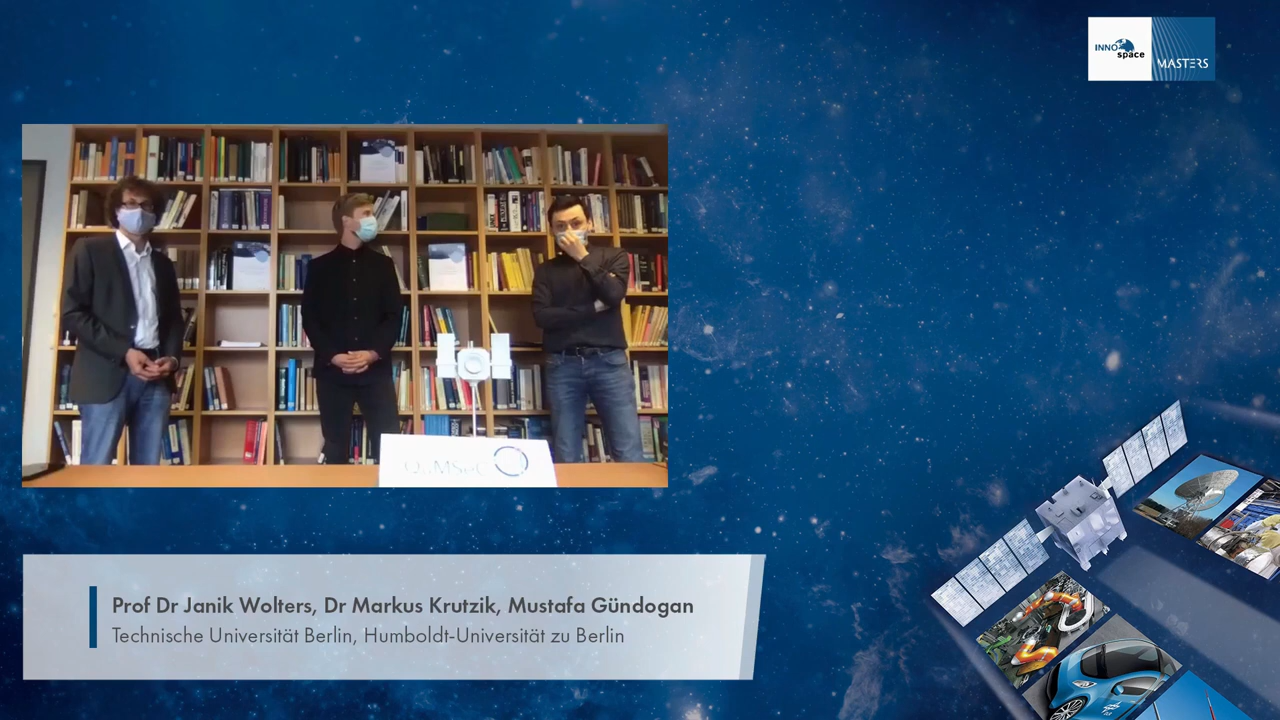 INNO
space
MASTERS
QuMSeC
Prof Dr Janik Wolters, Dr Markus Krutzik, Mustafa Gündogan
Technische Universität Berlin, Humboldt-Universität zu Berlin